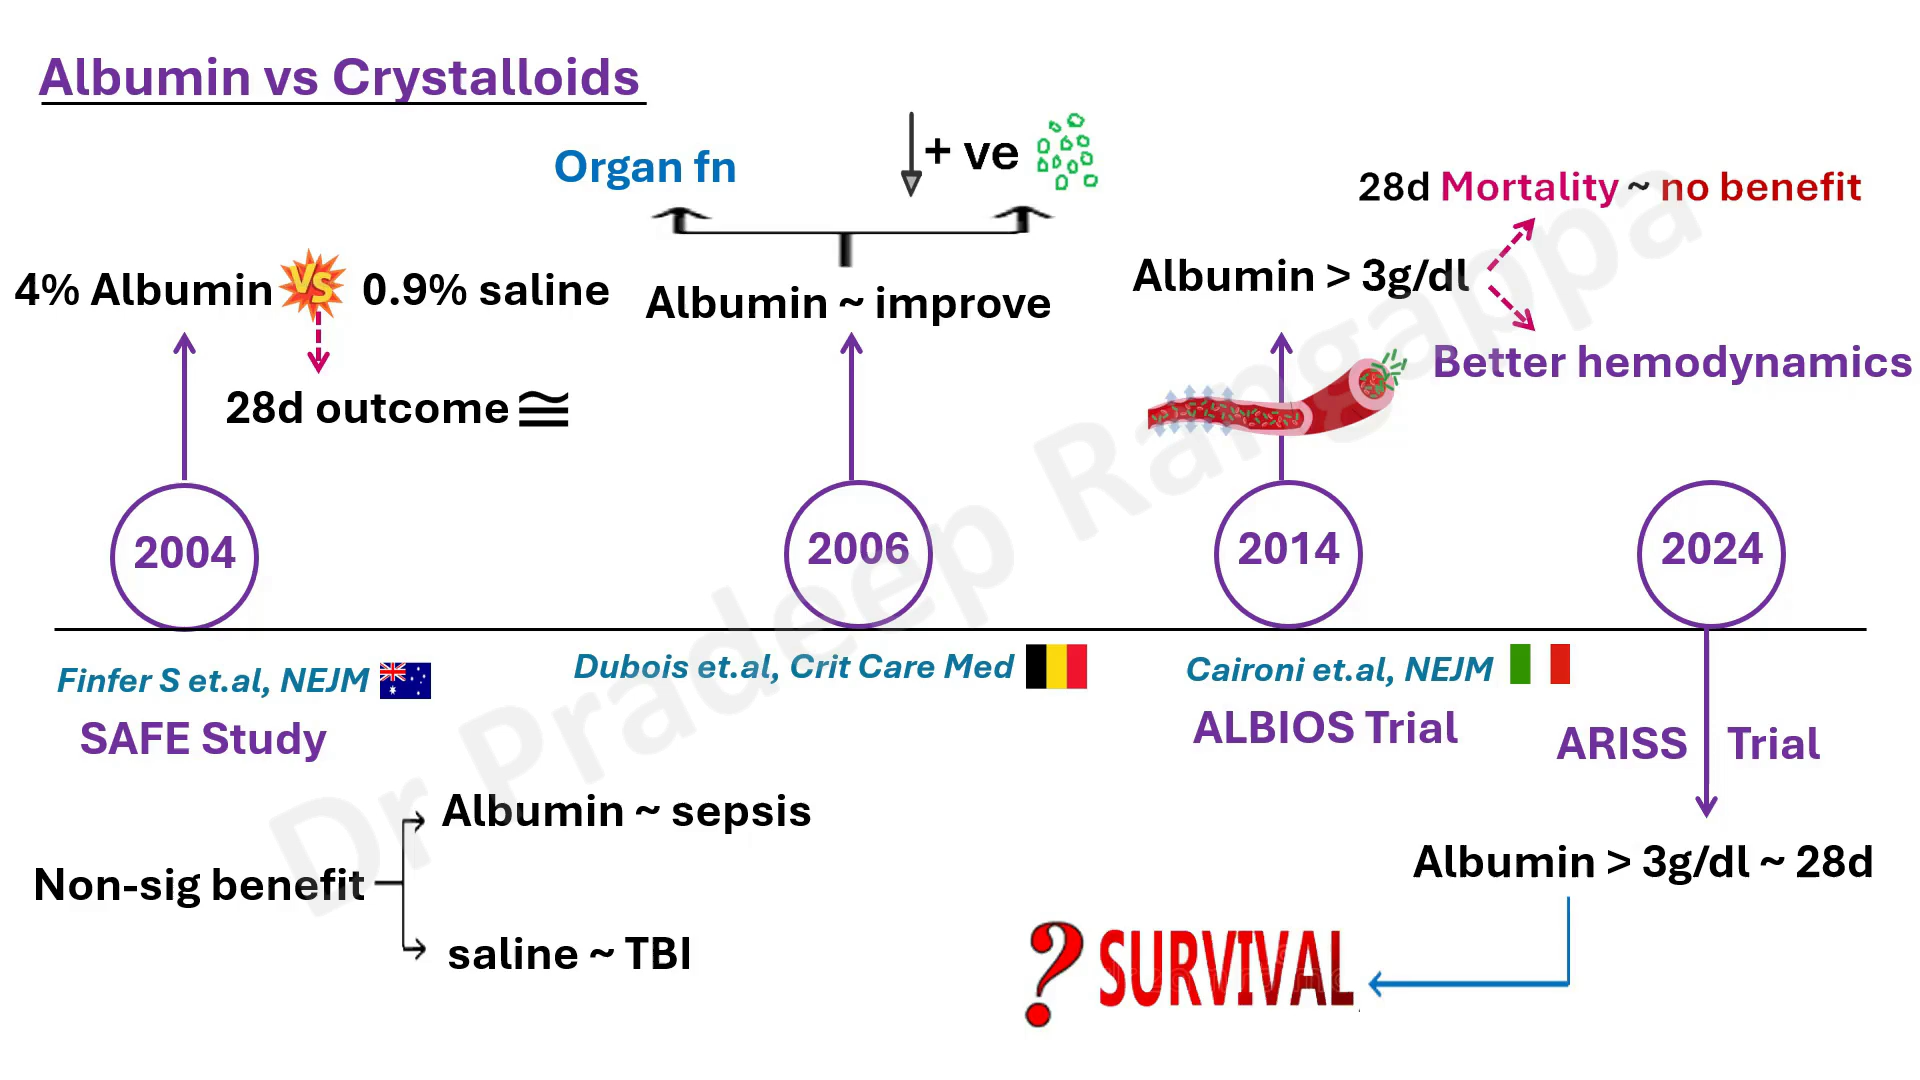 Albumin vs Crystalloids
4% Albumin VS 0.9% saline
28d outcome ≅
2004
Finfer S et.al, NEJM
SAFE Study
Non-sig benefit
Albumin ~ sepsis
saline ~ TBI
Organ fn
+ ve
Albumin ~ improve
2006
Dubois et.al, Crit Care Med
28d Mortality ~ no benefit
Albumin > 3g/dl
Better hemodynamics
2014
Caironi et.al, NEJM
ALBIOS Trial
2024
ARISS Trial
Albumin > 3g/dl ~ 28d
? SURVIVAL
Dr Pradeep Rangappa